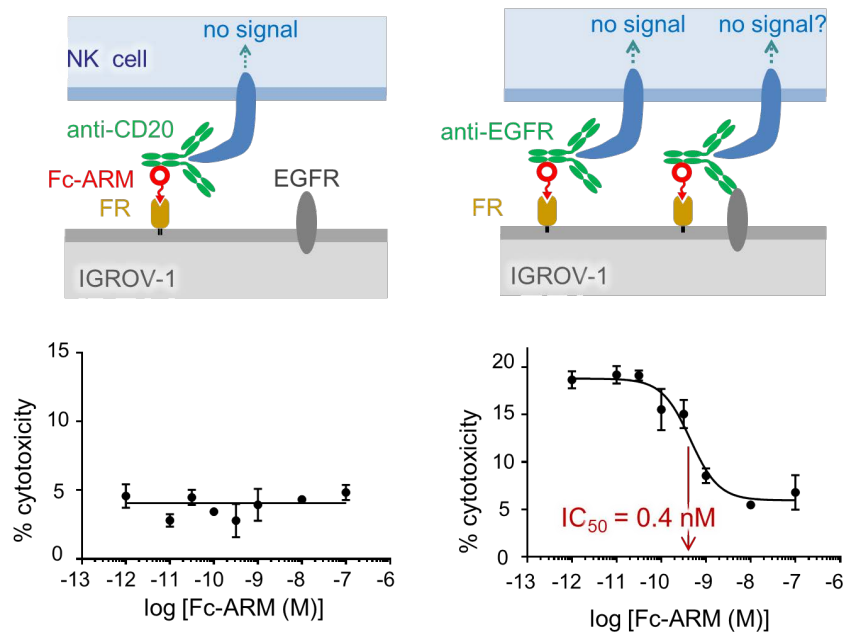 no signal
NK cell
anti-CD20
Fc-ARM
EGFR
FR
IGROV-1
no signal
no signal?
anti-EGFR
FR
IGROV-1
15
10
5
0
% cytotoxicity
-13 -12 -11 -10 -9 -8 -7 -6
log [Fc-ARM (M)]
20
15
10
5
0
% cytotoxicity
IC50 = 0.4 nM
-13 -12 -11 -10 -9 -8 -7 -6
log [Fc-ARM (M)]